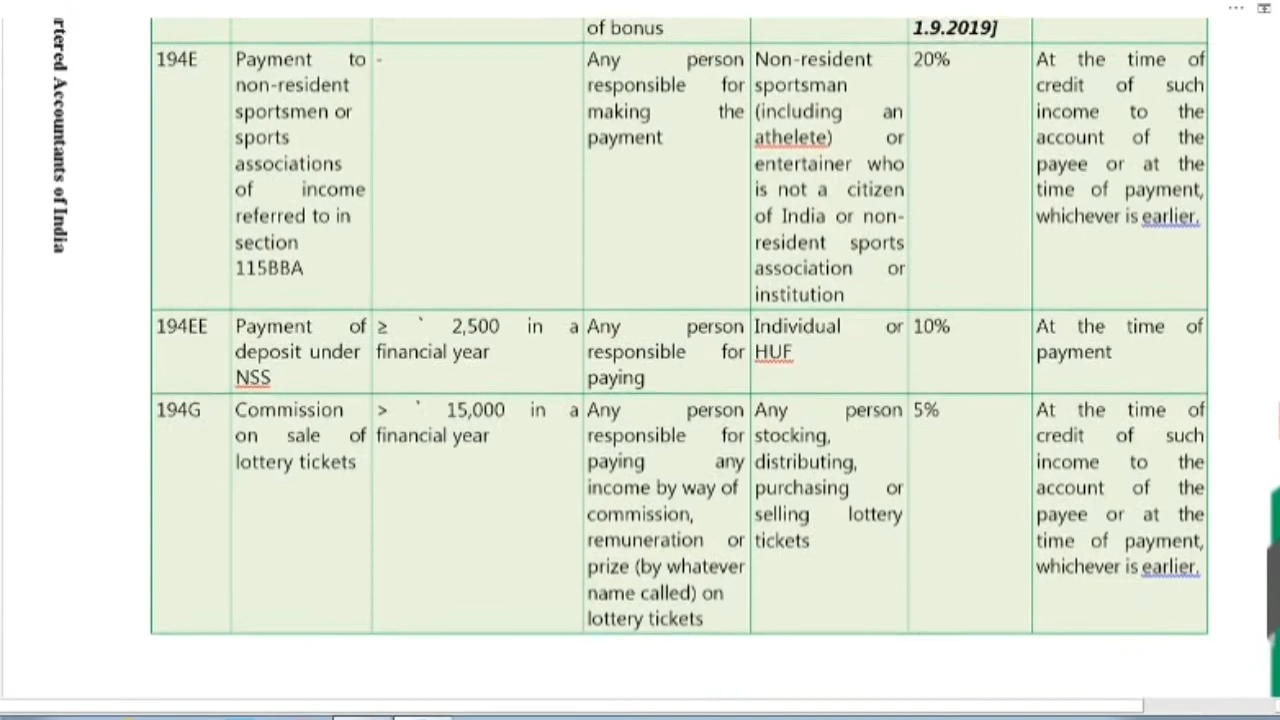 rtered Accountants of India
of bonus
1.9.2019]
194E
Payment to
non-resident
sportsmen or
sports
associations
of income
referred to in
section
115BBA
-
Any person
responsible for
making the
payment
Non-resident
sportsman
(including an
athelete) or
entertainer who
is not a citizen
of India or non-
resident sports
association or
institution
20%
At the time of
credit of such
income to the
account of the
payee or at the
time of payment,
whichever is earlier.
194EE
Payment of
deposit under
NSS
≥ ` 2,500 in a
financial year
Any person
responsible for
paying
Individual or
HUF
10%
At the time of
payment
194G
Commission
on sale of
lottery tickets
> ` 15,000 in a
financial year
Any person
responsible for
paying any
income by way of
commission,
remuneration or
prize (by whatever
name called) on
lottery tickets
Any person
stocking,
distributing,
purchasing or
selling lottery
tickets
5%
At the time of
credit of such
income to the
account of the
payee or at the
time of payment,
whichever is earlier.